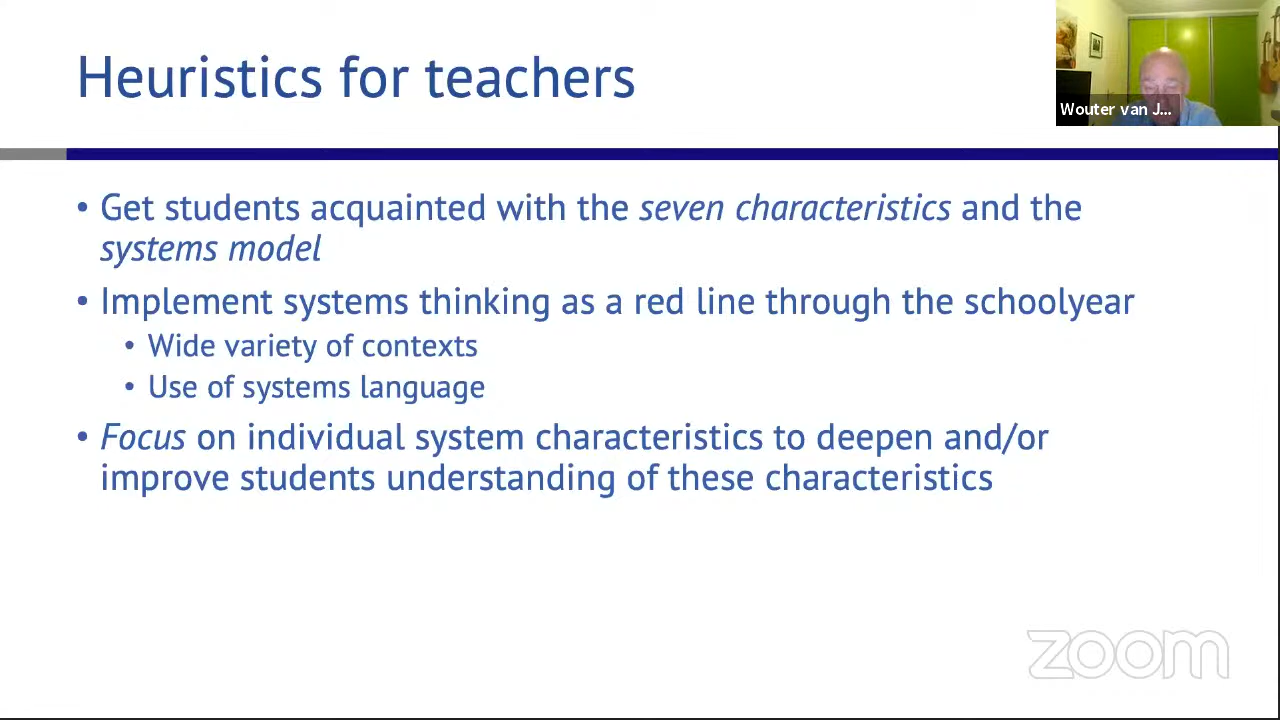 Heuristics for teachers
Wouter van J...
• Get students acquainted with the seven characteristics and the
systems model
• Implement systems thinking as a red line through the schoolyear
• Wide variety of contexts
• Use of systems language
• Focus on individual system characteristics to deepen and/or
improve students understanding of these characteristics
zoom